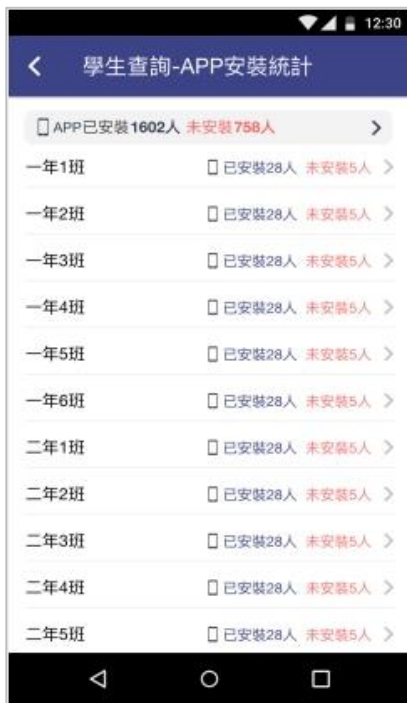 12:30
學生查詢-APP安裝統計
APP已安裝1602人 未安裝758人
一年1班 已安裝28人 未安裝5人
一年2班 已安裝28人 未安裝5人
一年3班 已安裝28人 未安裝5人
一年4班 已安裝28人 未安裝5人
一年5班 已安裝28人 未安裝5人
一年6班 已安裝28人 未安裝5人
二年1班 已安裝28人 未安裝5人
二年2班 已安裝28人 未安裝5人
二年3班 已安裝28人 未安裝5人
二年4班 已安裝28人 未安裝5人
二年5班 已安裝28人 未安裝5人